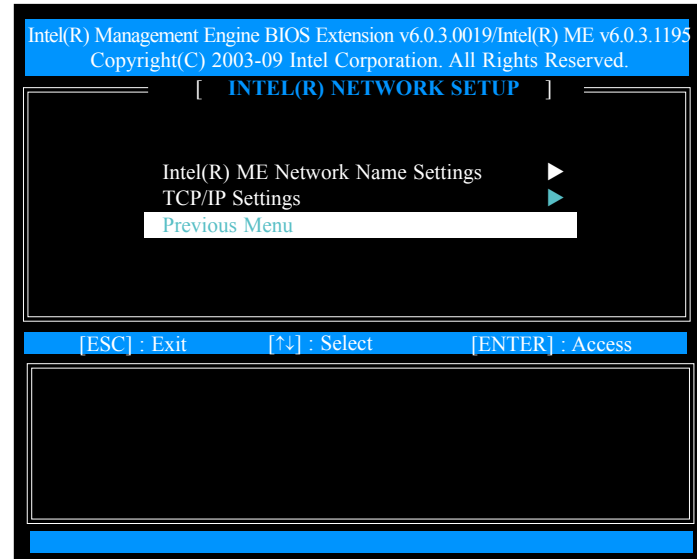 Intel(R) Management Engine BIOS Extension v6.0.3.0019/Intel(R) ME v6.0.3.1195
Copyright(C) 2003-09 Intel Corporation. All Rights Reserved.
[ INTEL(R) NETWORK SETUP ]
Intel(R) ME Network Name Settings ▶
TCP/IP Settings ▶
Previous Menu
[ESC] : Exit [↑↓] : Select [ENTER] : Access